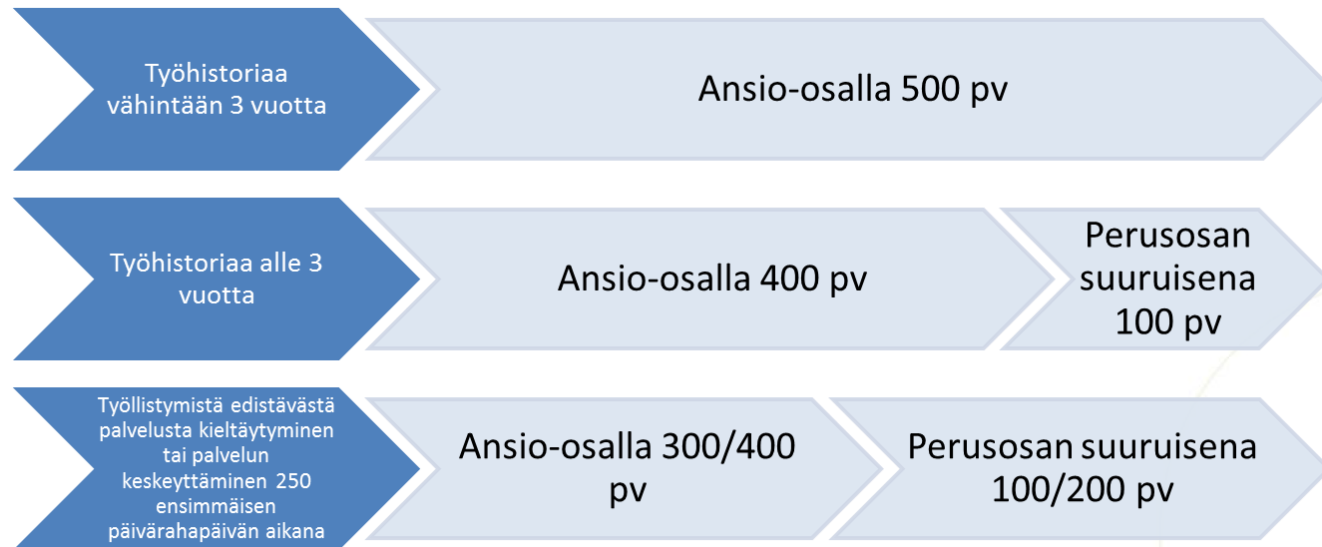 Työhistoriaa
vähintään 3 vuotta
Ansio-osalla 500 pv
Työhistoriaa alle 3
vuotta
Ansio-osalla 400 pv
Perusosan
suuruisena
100 pv
Työllistymistä edistävästä
palvelusta kieltäytyminen
tai palvelun
keskeyttäminen 250
ensimmäisen
päivärahapäivän aikana
Ansio-osalla 300/400
pv
Perusosan suuruisena
100/200 pv